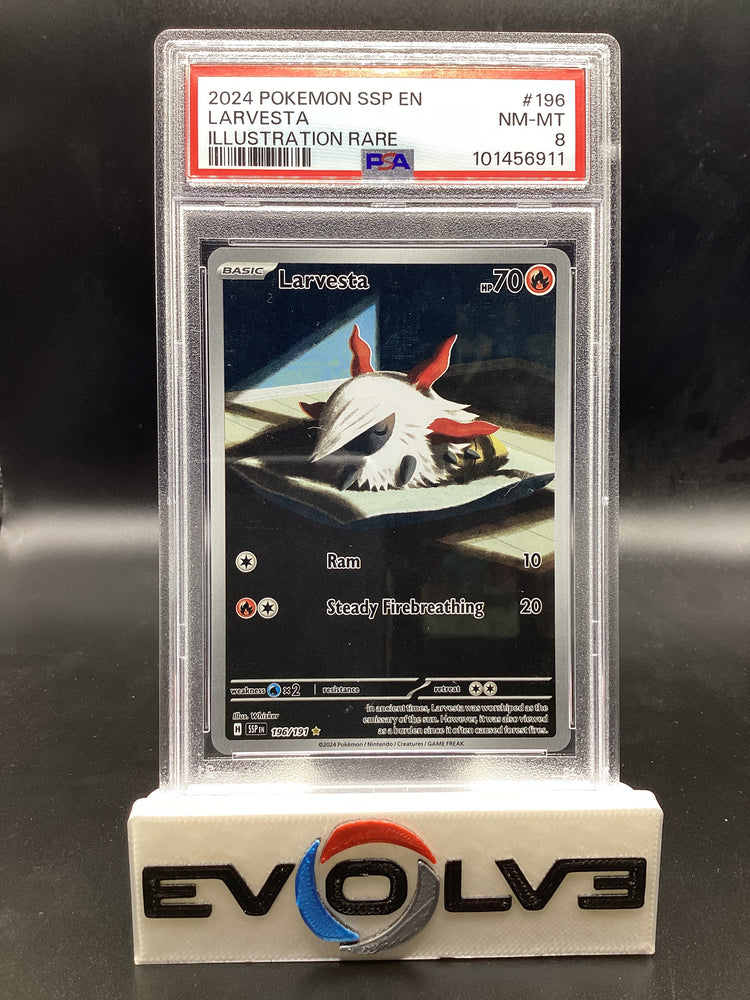 2024 POKEMON SSP EN #196
LARVESTA NM-MT
ILLUSTRATION RARE 8
PSA 101456911
BASIC Larvesta HP 70
Ram 10
Steady Firebreathing 20
weakness ×2 resistance retreat
Illus. Whisker
H SSP EN 196/191
In ancient times, Larvesta was worshiped as the
emissary of the sun. However, it was also viewed
as a burden since it often caused forest fires.
©2024 Pokémon / Nintendo / Creatures / GAME FREAK
EVOLVE